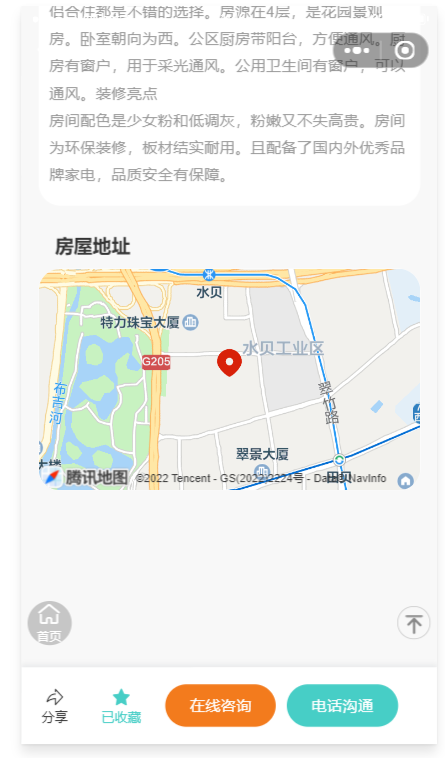 侣合住都是不错的选择。房源在4层，是花园景观
房。卧室朝向为西。公区厨房带阳台，方便通风。厨
房有窗户，用于采光通风。公用卫生间有窗户，可以
通风。装修亮点
房间配色是少女粉和低调灰，粉嫩又不失高贵。房间
为环保装修，板材结实耐用。且配备了国内外优秀品
牌家电，品质安全有保障。
房屋地址
水贝
特力珠宝大厦
水贝工业区
G205
布吉河
翠竹路
翠景大厦
田贝
腾讯地图
©2022 Tencent - GS(2022)2224号 - Data© NavInfo
首页
分享
已收藏
在线咨询
电话沟通